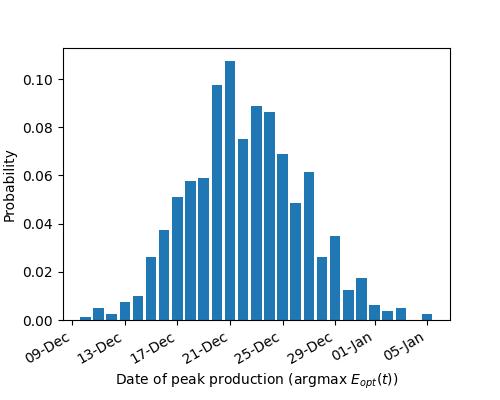 0.10
0.08
0.06
0.04
0.02
0.00
Probability
09-Dec 13-Dec 17-Dec 21-Dec 25-Dec 29-Dec 01-Jan 05-Jan
Date of peak production (argmax E_opt(t))